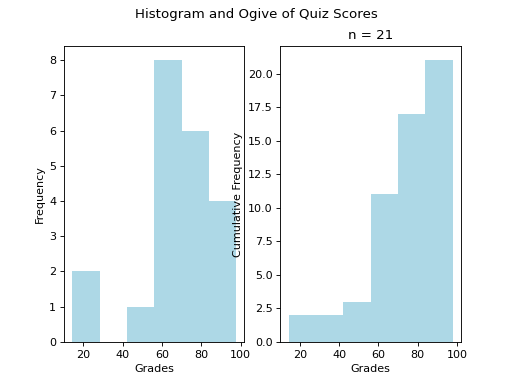 Histogram and Ogive of Quiz Scores
n = 21
Frequency
8
7
6
5
4
3
2
1
0
20 40 60 80 100
Grades
Cumulative Frequency
20.0
17.5
15.0
12.5
10.0
7.5
5.0
2.5
0.0
20 40 60 80 100
Grades